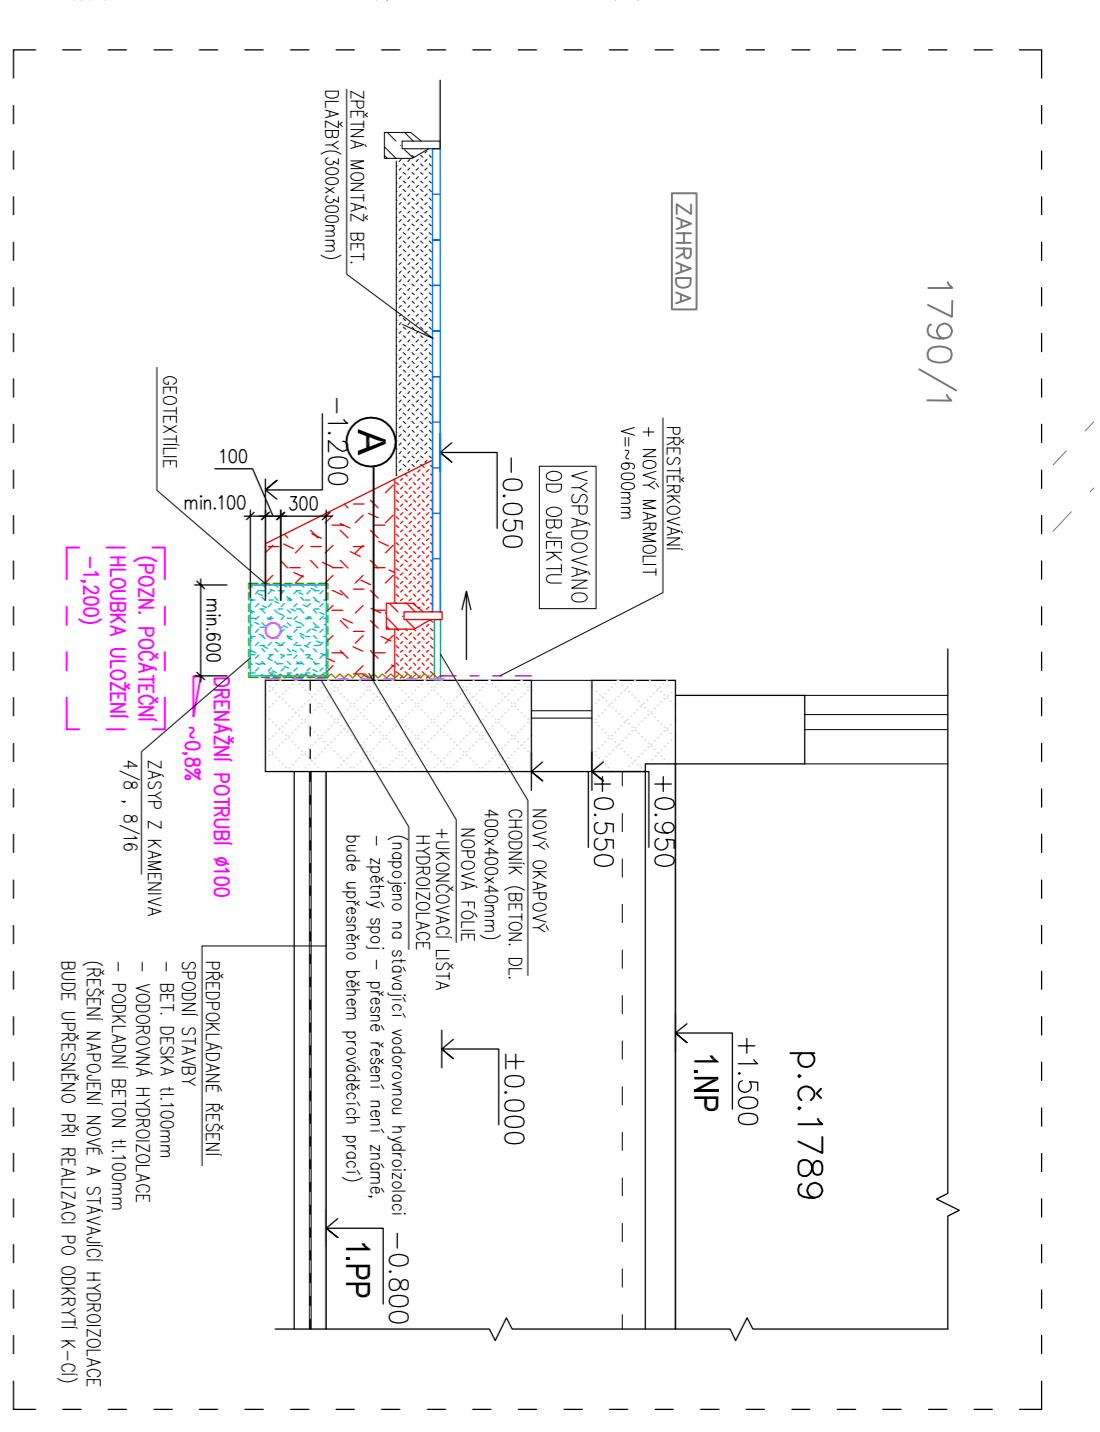 1790/1
ZAHRADA
p.č.1789
PŘESTĚRKOVÁNÍ
+ NOVÝ MARMOLIT
V=~600mm
VYSPÁDOVÁNO
OD OBJEKTU
-0.050
ZPĚTNÁ MONTÁŽ BET.
DLAŽBY(300x300mm)
A
-1.200
GEOTEXTÍLIE
100
min.100
300
min.600
(POZN. POČÁTEČNÍ
HLOUBKA ULOŽENÍ
-1,200)
DRENÁŽNÍ POTRUBÍ ø100
~0,8%
ZÁSYP Z KAMENIVA
4/8 , 8/16
+1.500
1.NP
+0.950
+0.550
±0.000
NOVÝ OKAPOVÝ
CHODNÍK (BETON. DL.
400x400x40mm)
NOPOVÁ FÓLIE
+UKONČOVACÍ LIŠTA
HYDROIZOLACE
(napojeno na stávající vodorovnou hydroizolaci
- zpětný spoj - přesné řešení není známé,
bude upřesněno během prováděcích prací)
-0.800
1.PP
PŘEDPOKLÁDANÉ ŘEŠENÍ
SPODNÍ STAVBY
- BET. DESKA tl.100mm
- VODOROVNÁ HYDROIZOLACE
- PODKLADNÍ BETON tl.100mm
(ŘEŠENÍ NAPOJENÍ NOVÉ A STÁVAJÍCÍ HYDROIZOLACE
BUDE UPŘESNĚNO PŘI REALIZACI PO ODKRYTÍ K-CÍ)